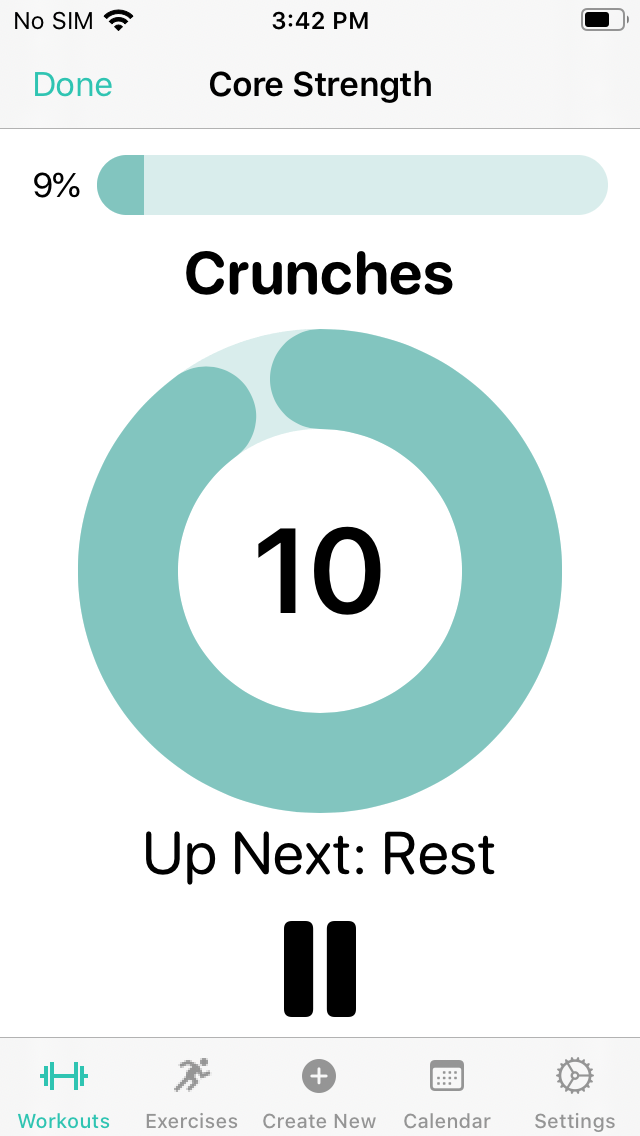 No SIM 3:42 PM
Done Core Strength
9%
Crunches
10
Up Next: Rest
Workouts Exercises Create New Calendar Settings